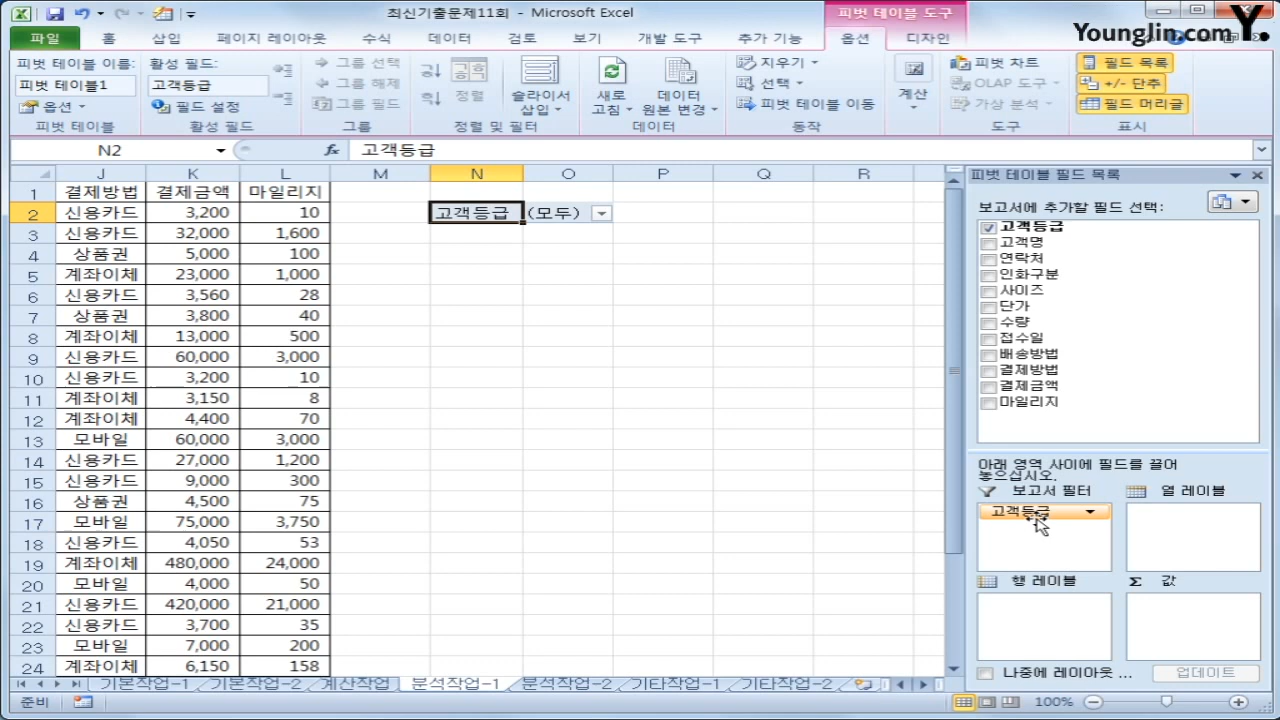 최신기출문제11회 - Microsoft Excel
피벗 테이블 도구
YoungJin.com Y.
파일 홈 삽입 페이지 레이아웃 수식 데이터 검토 보기 개발 도구 추가 기능 옵션 디자인
피벗 테이블 이름:
피벗 테이블1
옵션
피벗 테이블
활성 필드:
고객등급
필드 설정
활성 필드
그룹 선택
그룹 해제
그룹 필드
그룹
정렬
슬라이서
삽입
정렬 및 필터
새로
고침
데이터
원본 변경
데이터
지우기
선택
피벗 테이블 이동
동작
계산
피벗 차트
OLAP 도구
가상 분석
도구
필드 목록
+/- 단추
필드 머리글
표시
N2 fx 고객등급
J K L M N O P Q R
1 결제방법 결제금액 마일리지
2 신용카드 3,200 10 고객등급 (모두)
3 신용카드 32,000 1,600
4 상품권 5,000 100
5 계좌이체 23,000 1,000
6 신용카드 3,560 28
7 상품권 3,800 40
8 계좌이체 13,000 500
9 신용카드 60,000 3,000
10 신용카드 3,200 10
11 계좌이체 3,150 8
12 계좌이체 4,400 70
13 모바일 60,000 3,000
14 신용카드 27,000 1,200
15 신용카드 9,000 300
16 상품권 4,500 75
17 모바일 75,000 3,750
18 신용카드 4,050 53
19 계좌이체 480,000 24,000
20 모바일 4,000 50
21 신용카드 420,000 21,000
22 신용카드 3,700 35
23 모바일 7,000 200
24 계좌이체 6,150 158
피벗 테이블 필드 목록
보고서에 추가할 필드 선택:
고객등급
고객명
연락처
인화구분
사이즈
단가
수량
접수일
배송방법
결제방법
결제금액
마일리지
아래 영역 사이에 필드를 끌어
놓으십시오.
보고서 필터 열 레이블
고객등급
행 레이블 Σ 값
나중에 레이아웃 ... 업데이트
기본작업-1 기본작업-2 계산작업 분석작업-1 분석작업-2 기타작업-1 기타작업-2
준비 100%